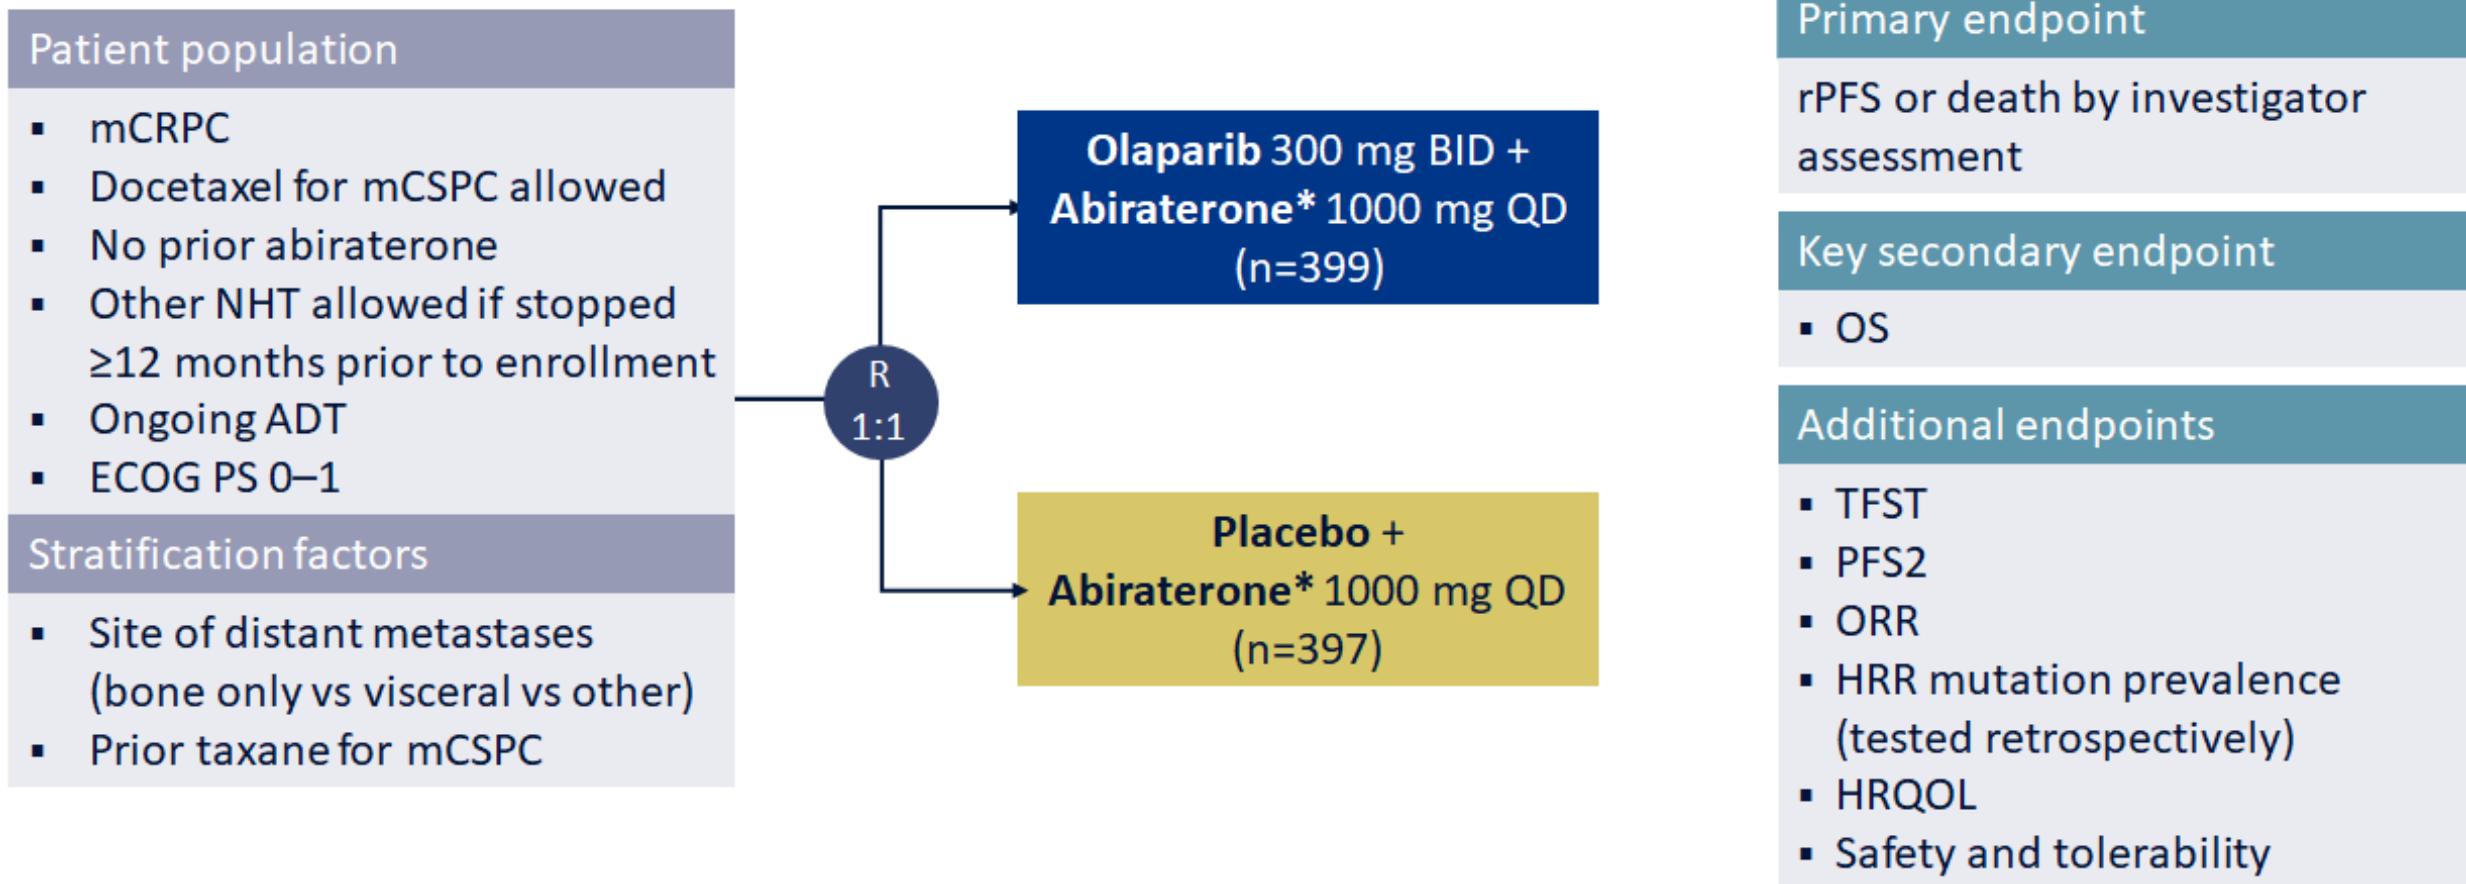 Patient population
▪ mCRPC
▪ Docetaxel for mCSPC allowed
▪ No prior abiraterone
▪ Other NHT allowed if stopped
≥12 months prior to enrollment
▪ Ongoing ADT
▪ ECOG PS 0–1
Stratification factors
▪ Site of distant metastases
(bone only vs visceral vs other)
▪ Prior taxane for mCSPC
R
1:1
Olaparib 300 mg BID +
Abiraterone* 1000 mg QD
(n=399)
Placebo +
Abiraterone* 1000 mg QD
(n=397)
Primary endpoint
rPFS or death by investigator
assessment
Key secondary endpoint
▪ OS
Additional endpoints
▪ TFST
▪ PFS2
▪ ORR
▪ HRR mutation prevalence
(tested retrospectively)
▪ HRQOL
▪ Safety and tolerability